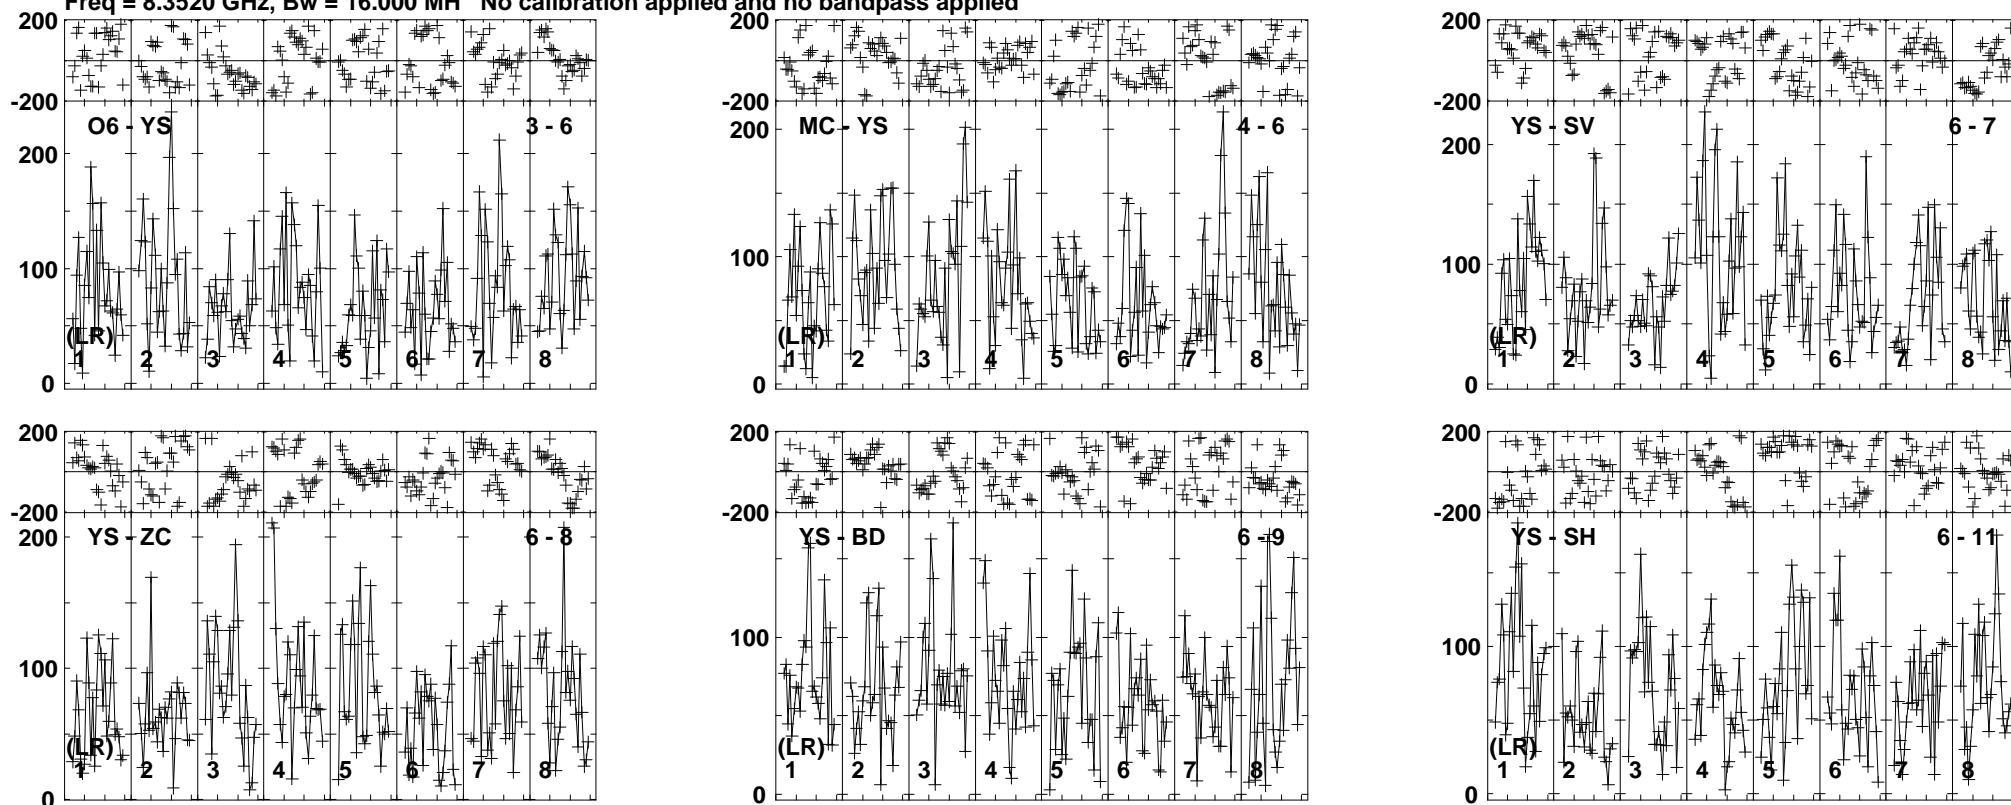 Freq = 8.3520 GHz, Bw = 16.000 MH No calibration applied and no bandpass applied
200
-200
O6 - YS
3 - 6
200
100
0
(LR)
1 2 3 4 5 6 7 8
200
-200
MC - YS
4 - 6
200
100
0
(LR)
1 2 3 4 5 6 7 8
200
-200
YS - SV
6 - 7
200
100
0
(LR)
1 2 3 4 5 6 7 8
200
-200
YS - ZC
6 - 8
200
100
0
(LR)
1 2 3 4 5 6 7 8
200
-200
YS - BD
6 - 9
100
0
(LR)
1 2 3 4 5 6 7 8
200
-200
YS - SH
6 - 11
100
0
(LR)
1 2 3 4 5 6 7 8